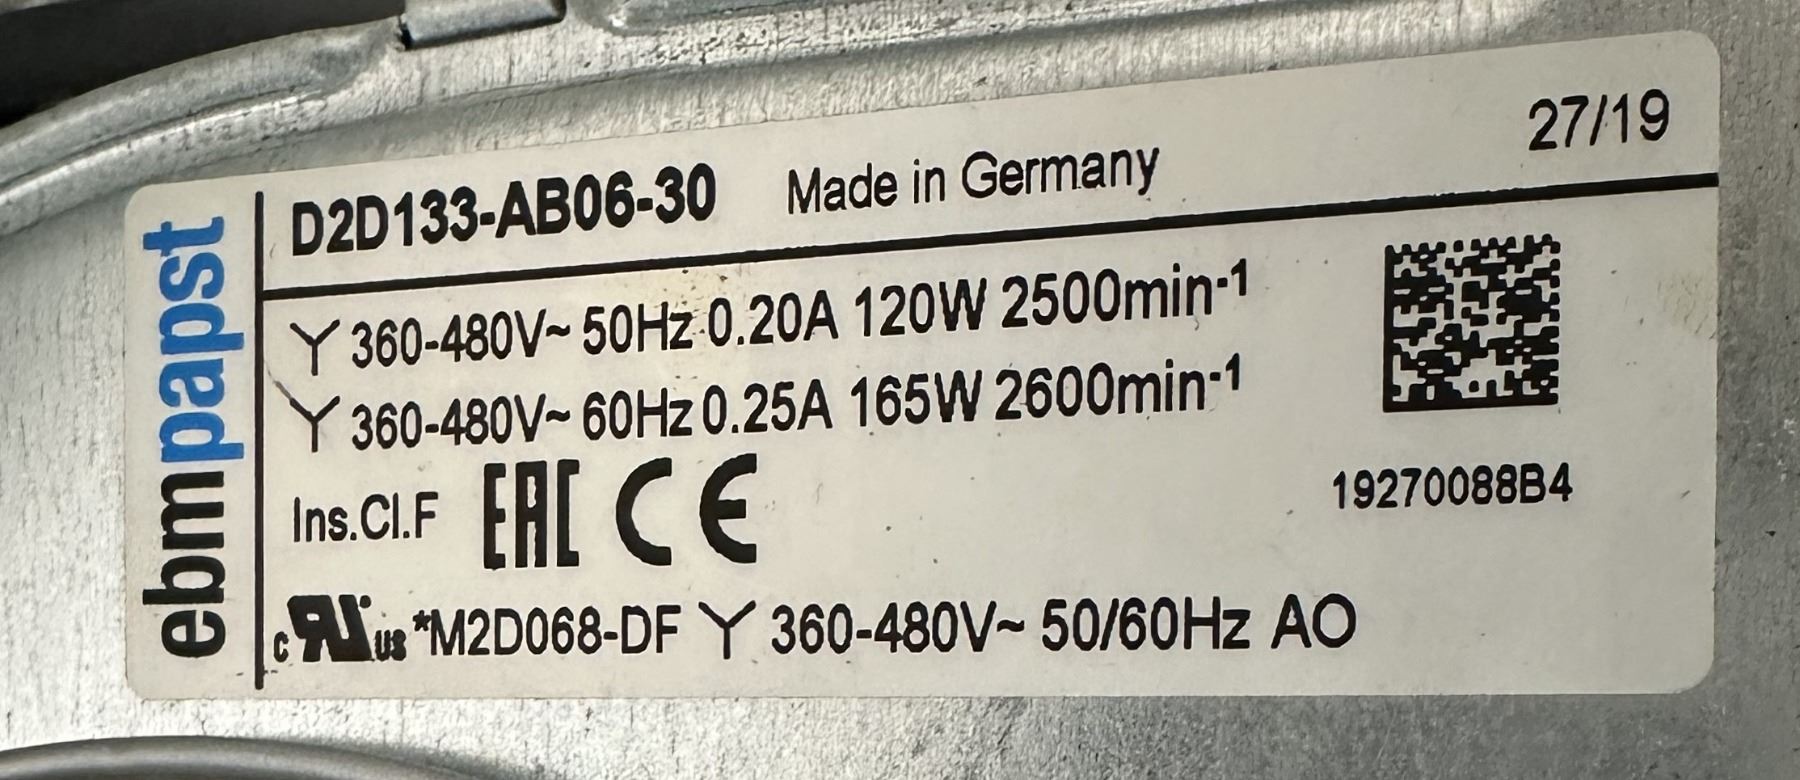 ebmpapst
D2D133-AB06-30 Made in Germany 27/19
Y 360-480V~ 50Hz 0.20A 120W 2500min-1
Y 360-480V~ 60Hz 0.25A 165W 2600min-1
Ins.Cl.F EAC CE 19270088B4
c RU us *M2D068-DF Y 360-480V~ 50/60Hz AO